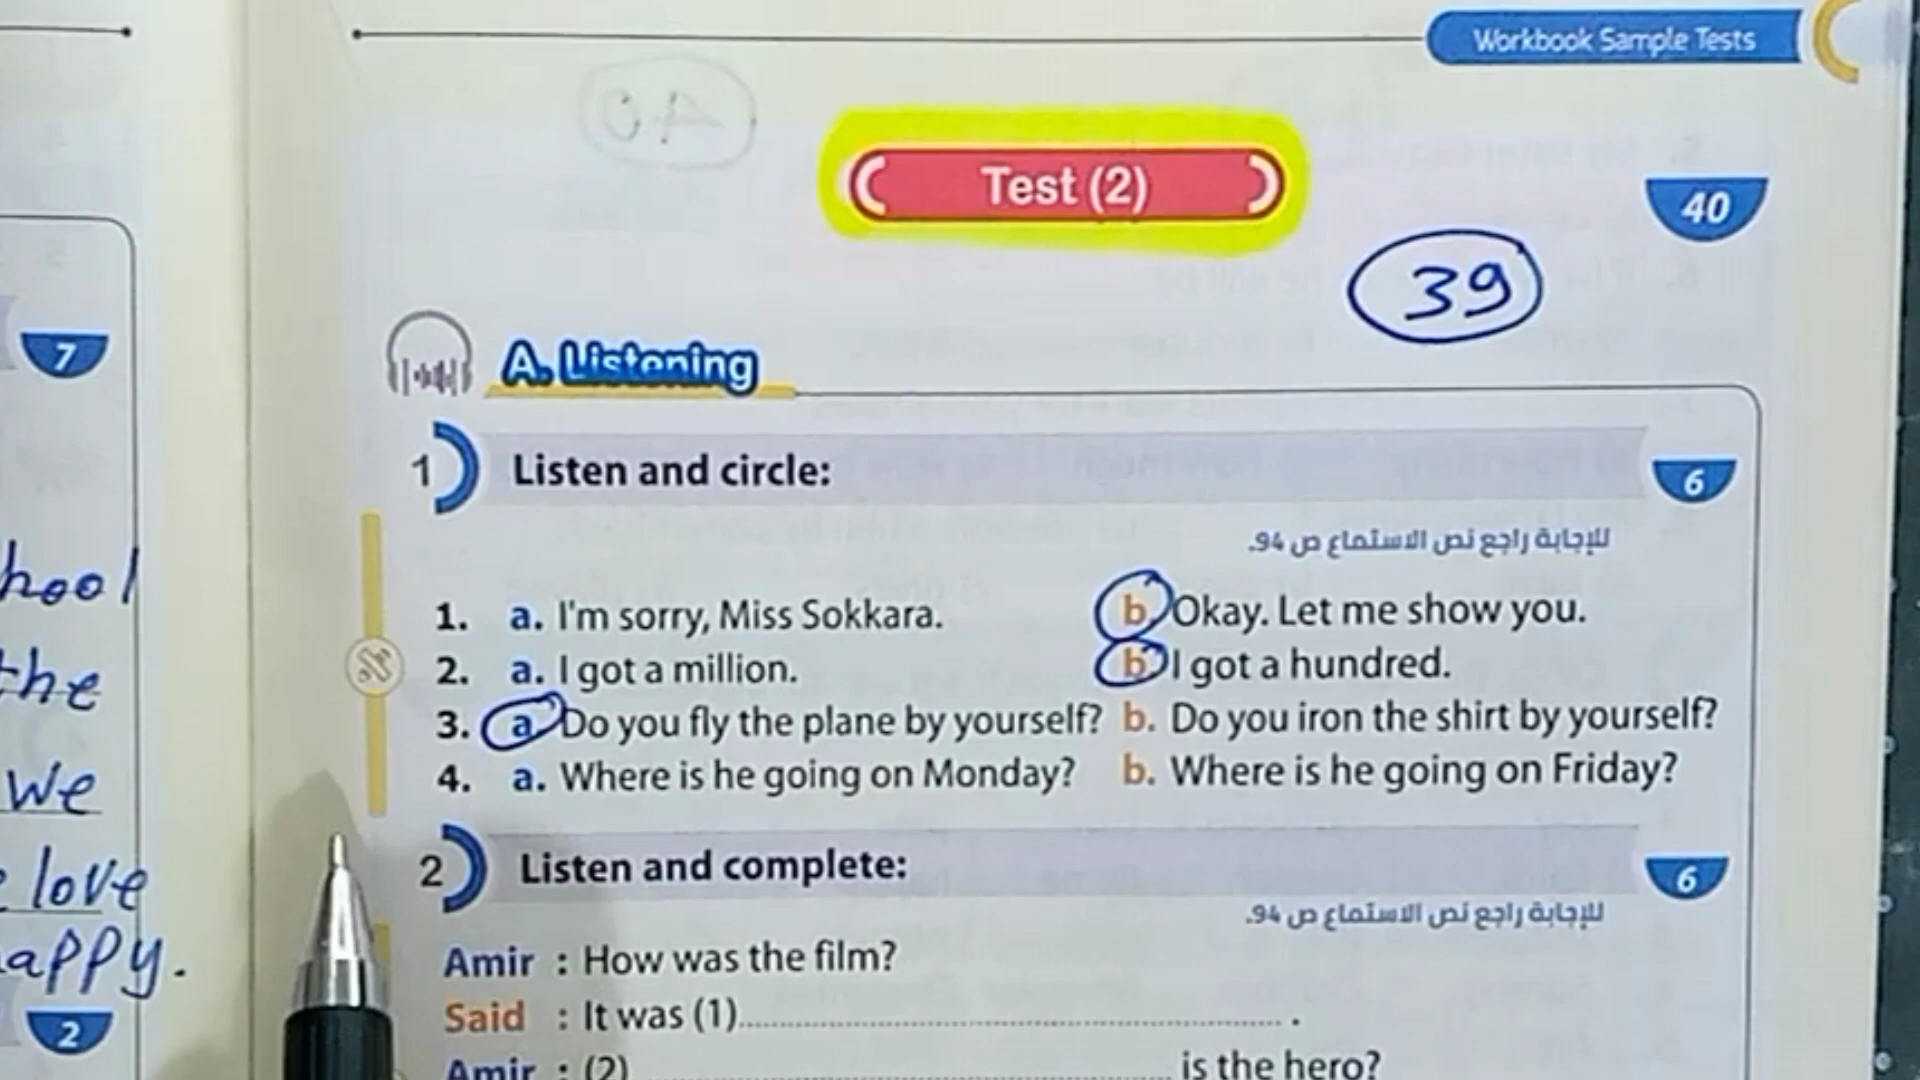 Workbook Sample Tests
Test (2)
40
39
A. Listening
7
1 Listen and circle: 6
للإجابة راجع نص الاستماع ص 94.
1. a. I'm sorry, Miss Sokkara. b. Okay. Let me show you.
2. a. I got a million. b. I got a hundred.
3. a. Do you fly the plane by yourself? b. Do you iron the shirt by yourself?
4. a. Where is he going on Monday? b. Where is he going on Friday?
2 Listen and complete: 6
للإجابة راجع نص الاستماع ص 94.
Amir : How was the film?
Said : It was (1)............ .
Amir : (2)............ is the hero?
hool
the
we
love
appy.
2